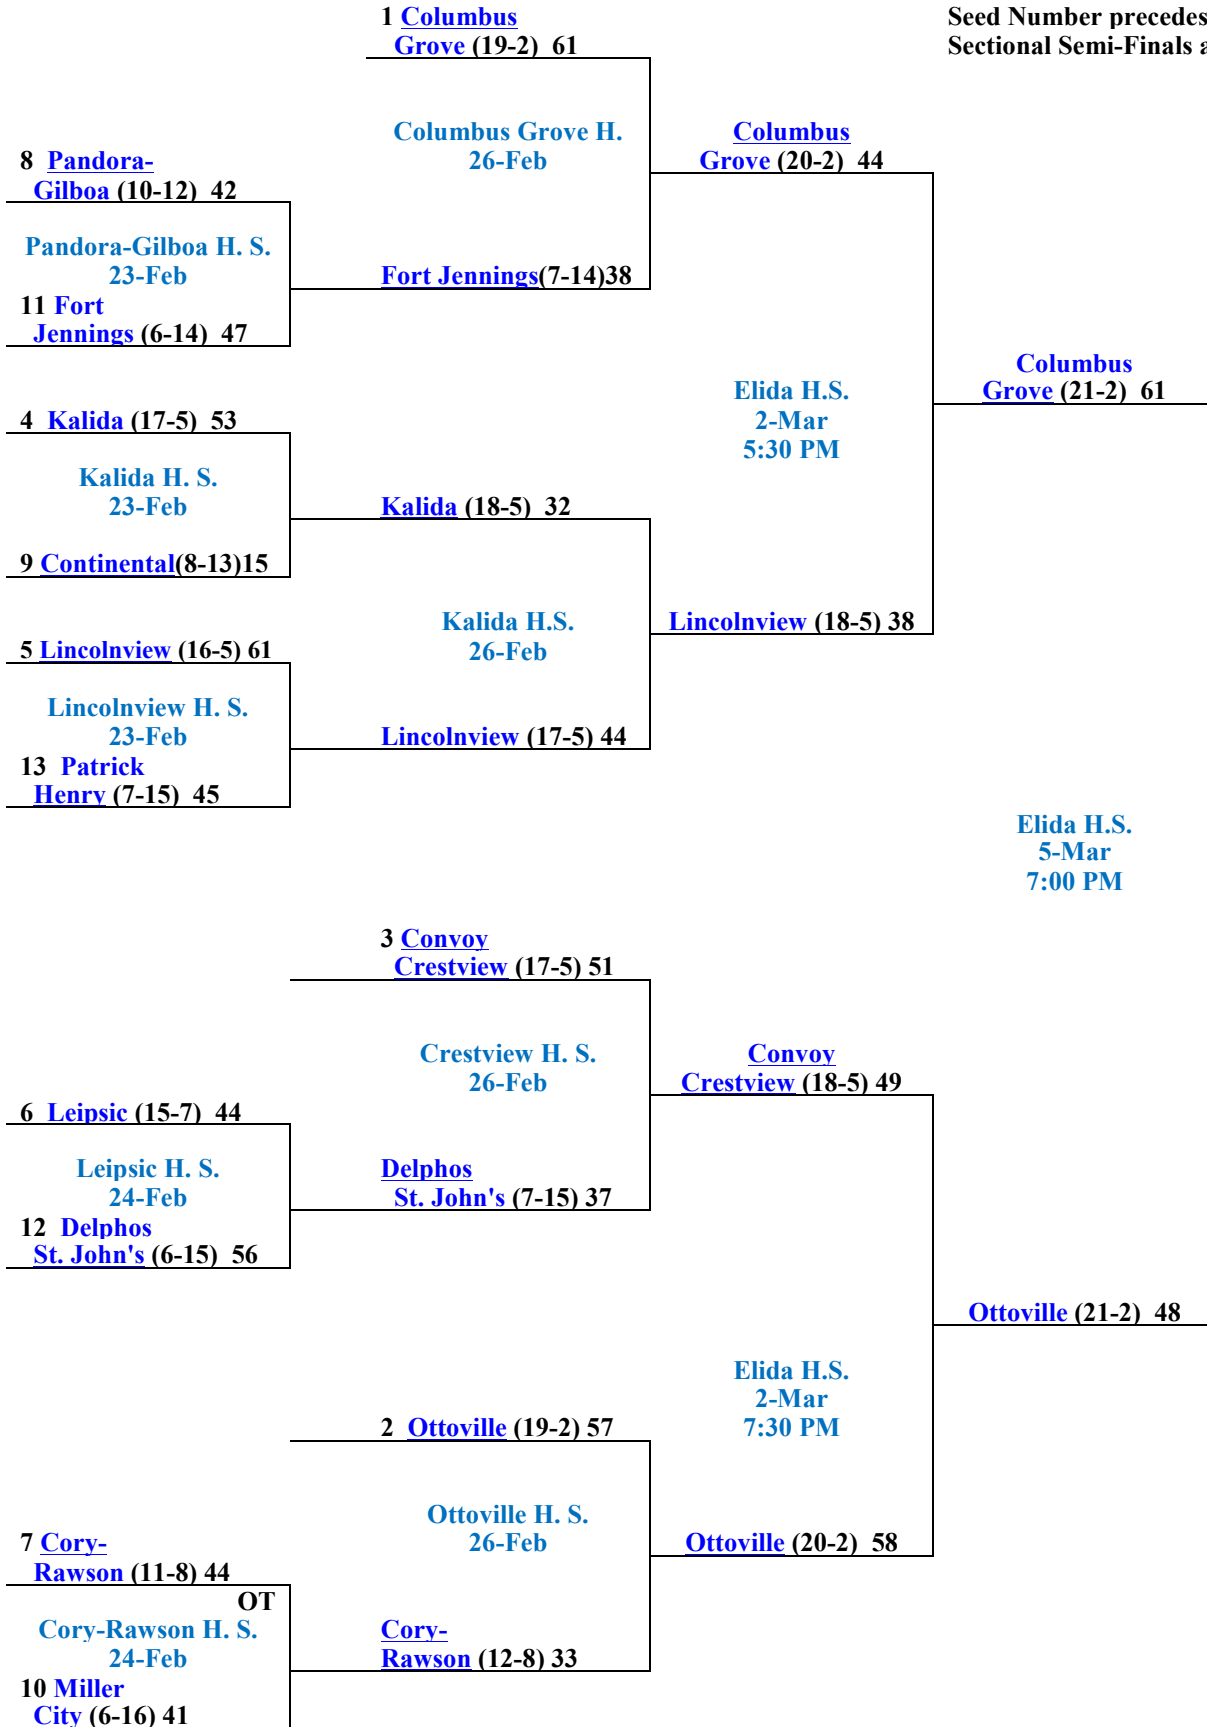 1 Columbus
Grove (19-2) 61
Seed Number precedes
Sectional Semi-Finals a
Columbus Grove H.
26-Feb
Columbus
Grove (20-2) 44
8 Pandora-
Gilboa (10-12) 42
Pandora-Gilboa H. S.
23-Feb
Fort Jennings(7-14)38
11 Fort
Jennings (6-14) 47
Columbus
Grove (21-2) 61
Elida H.S.
2-Mar
5:30 PM
4 Kalida (17-5) 53
Kalida H. S.
23-Feb
Kalida (18-5) 32
9 Continental(8-13)15
Kalida H.S.
26-Feb
Lincolnview (18-5) 38
5 Lincolnview (16-5) 61
Lincolnview H. S.
23-Feb
Lincolnview (17-5) 44
13 Patrick
Henry (7-15) 45
Elida H.S.
5-Mar
7:00 PM
3 Convoy
Crestview (17-5) 51
Crestview H. S.
26-Feb
Convoy
Crestview (18-5) 49
6 Leipsic (15-7) 44
Leipsic H. S.
24-Feb
Delphos
St. John's (7-15) 37
12 Delphos
St. John's (6-15) 56
Ottoville (21-2) 48
Elida H.S.
2-Mar
7:30 PM
2 Ottoville (19-2) 57
Ottoville H. S.
26-Feb
Ottoville (20-2) 58
7 Cory-
Rawson (11-8) 44
OT
Cory-Rawson H. S.
24-Feb
Cory-
Rawson (12-8) 33
10 Miller
City (6-16) 41